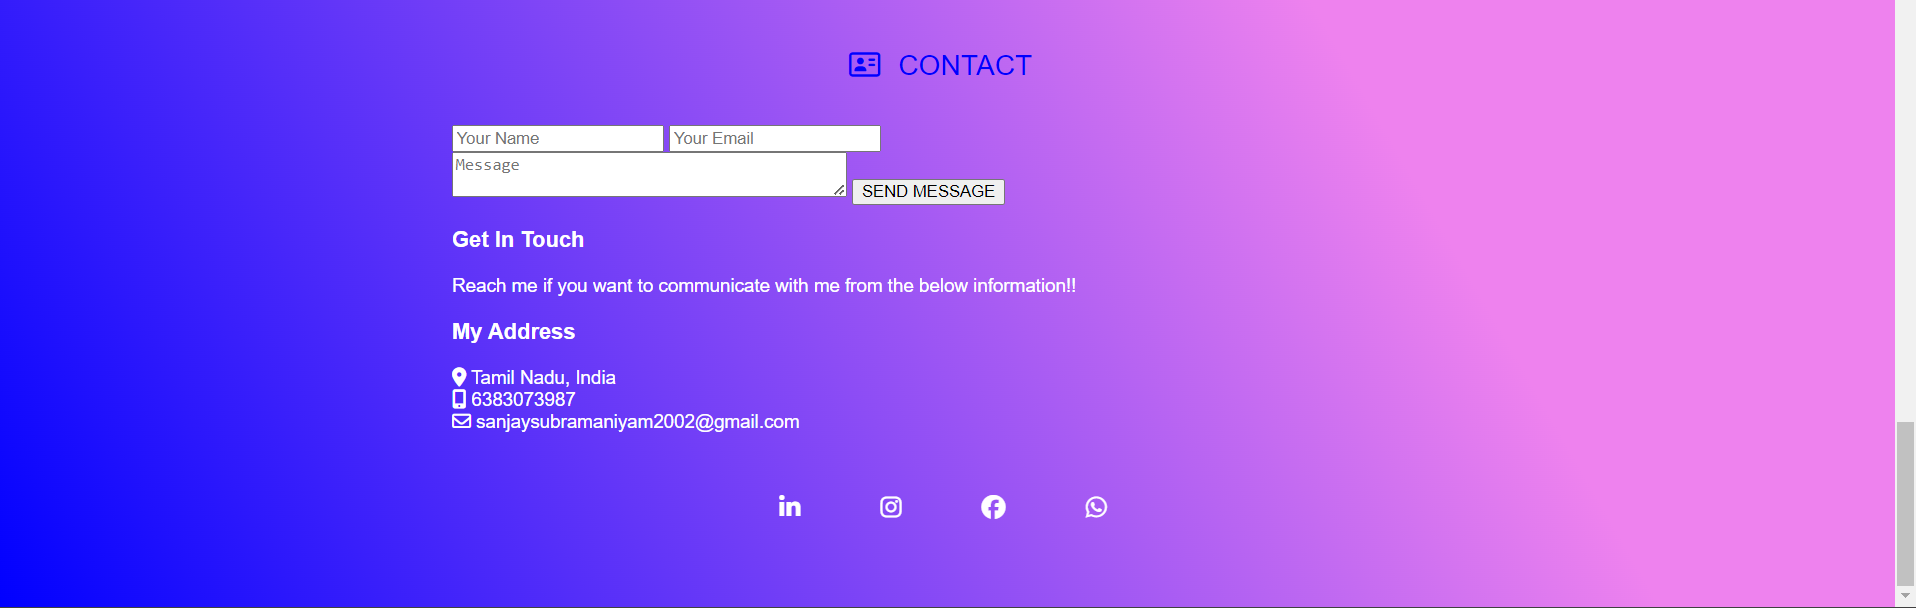 CONTACT
Your Name Your Email
Message
SEND MESSAGE
Get In Touch
Reach me if you want to communicate with me from the below information!!
My Address
Tamil Nadu, India
6383073987
sanjaysubramaniyam2002@gmail.com